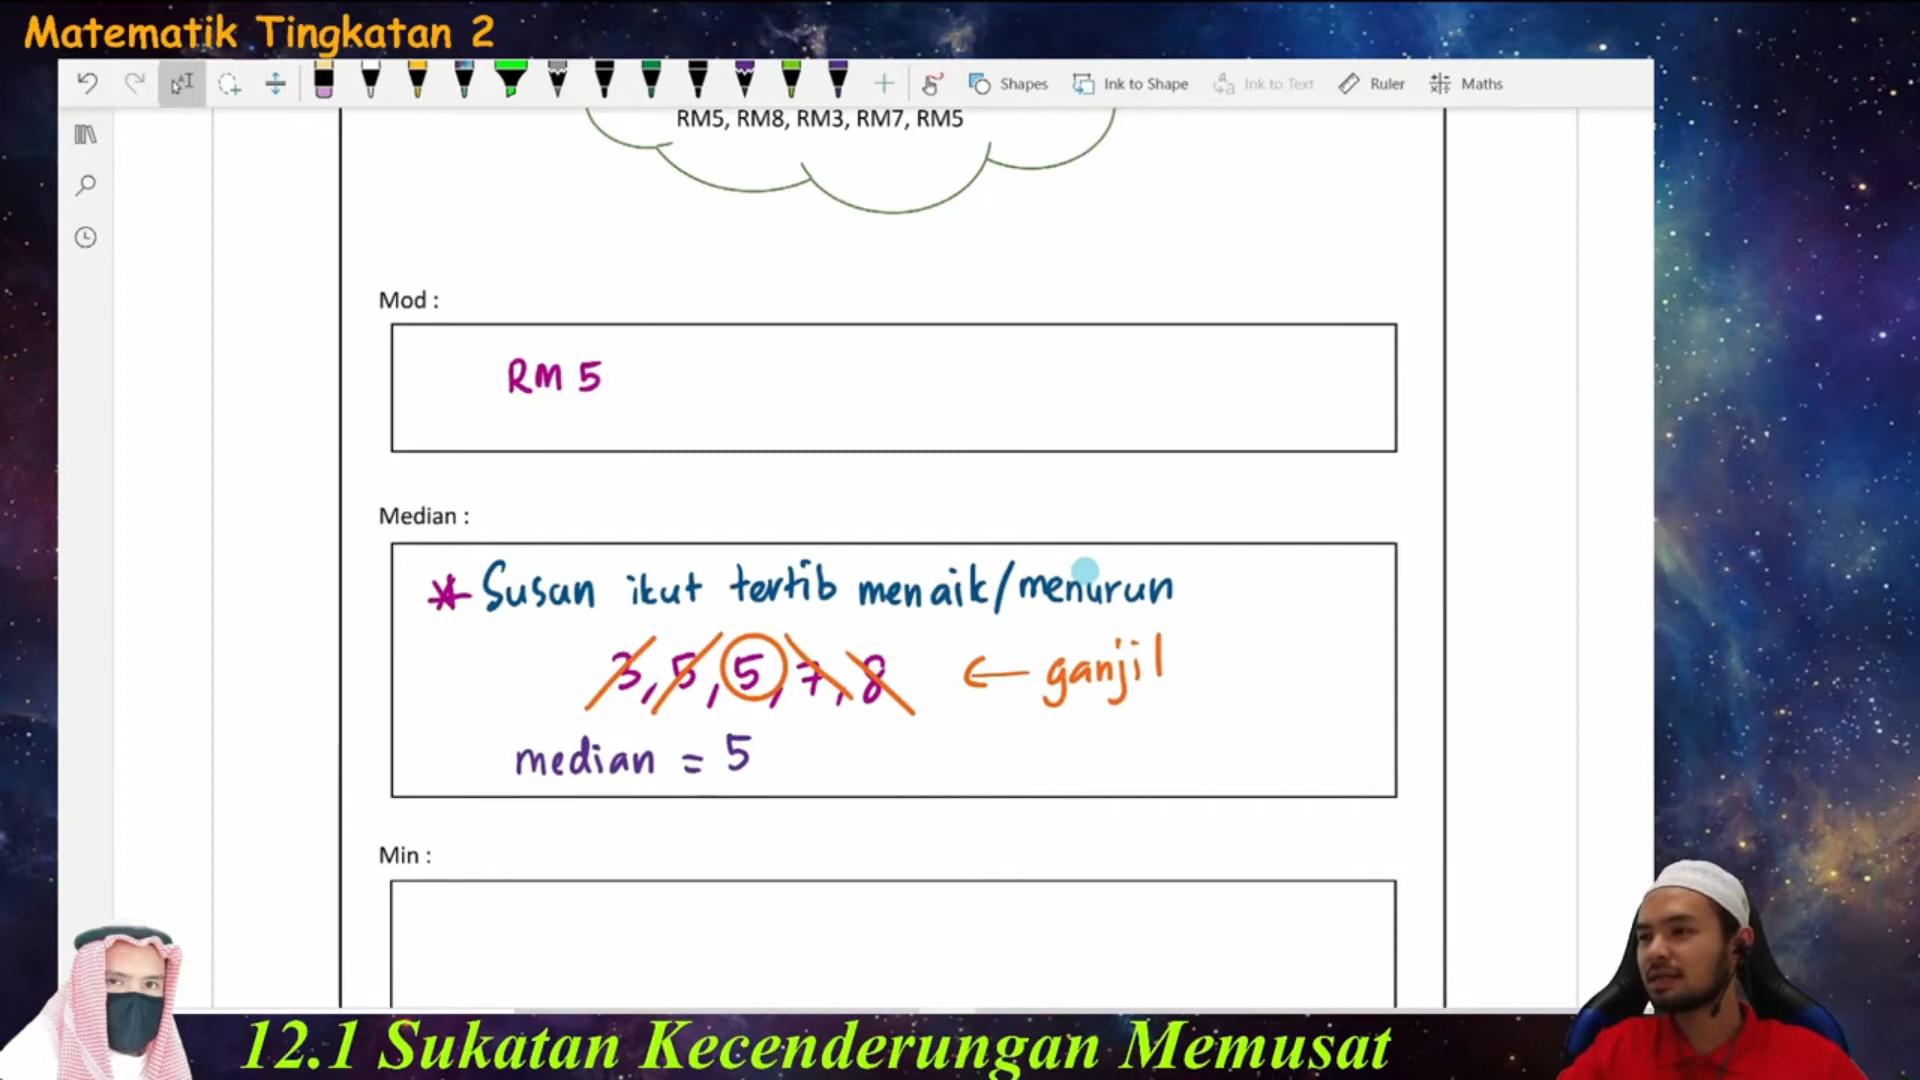 Matematik Tingkatan 2
Shapes Ink to Shape Ink to Text Ruler Maths
RM5, RM8, RM3, RM7, RM5
Mod :
RM 5
Median :
* Susan ikut tertib menaik/menurun
3, 5, 5, 7, 8 ← ganjil
median = 5
Min :
12.1 Sukatan Kecenderungan Memusat